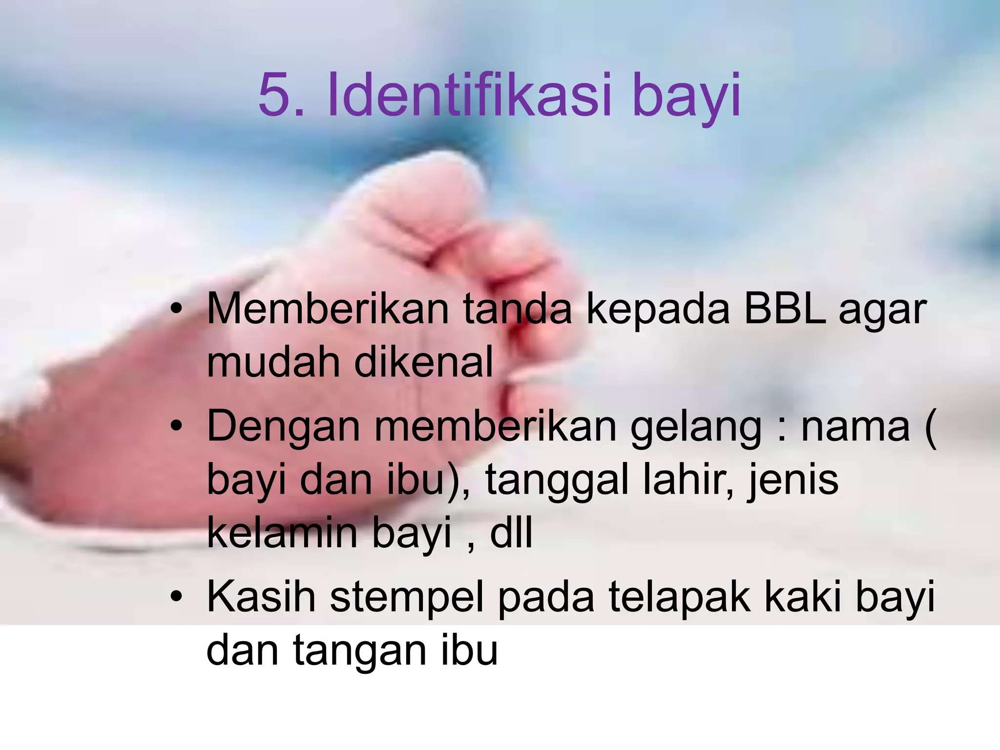 5. Identifikasi bayi
• Memberikan tanda kepada BBL agar
mudah dikenal
• Dengan memberikan gelang : nama (
bayi dan ibu), tanggal lahir, jenis
kelamin bayi , dll
• Kasih stempel pada telapak kaki bayi
dan tangan ibu